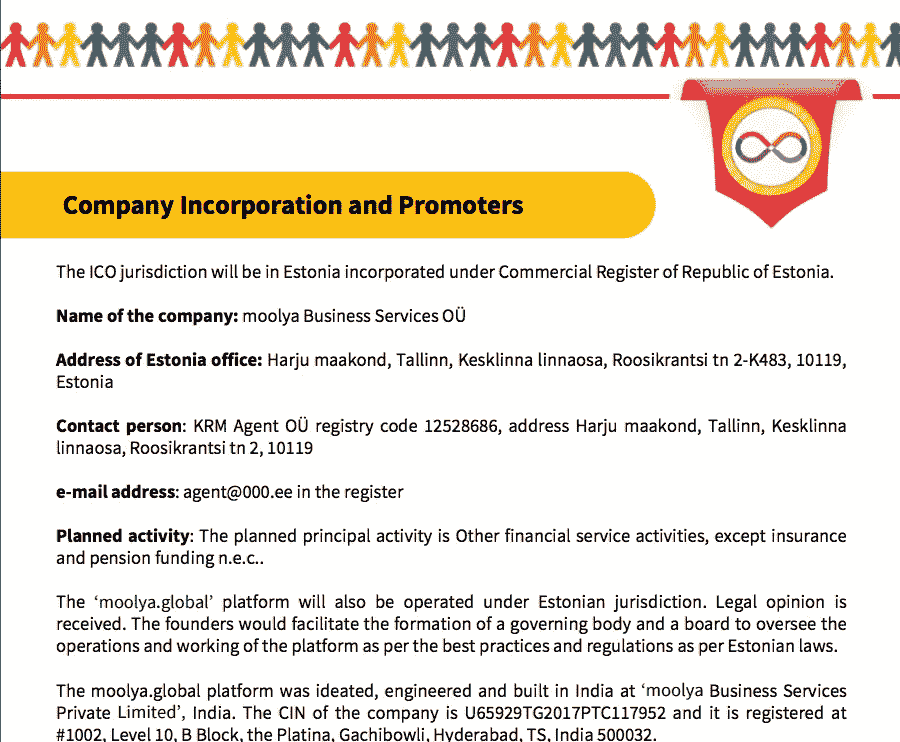 Company Incorporation and Promoters
The ICO jurisdiction will be in Estonia incorporated under Commercial Register of Republic of Estonia.
Name of the company: moolya Business Services OÜ
Address of Estonia office: Harju maakond, Tallinn, Kesklinna linnaosa, Roosikrantsi tn 2-K483, 10119,
Estonia
Contact person: KRM Agent OÜ registry code 12528686, address Harju maakond, Tallinn, Kesklinna
linnaosa, Roosikrantsi tn 2, 10119
e-mail address: agent@000.ee in the register
Planned activity: The planned principal activity is Other financial service activities, except insurance
and pension funding n.e.c..
The ‘moolya.global’ platform will also be operated under Estonian jurisdiction. Legal opinion is
received. The founders would facilitate the formation of a governing body and a board to oversee the
operations and working of the platform as per the best practices and regulations as per Estonian laws.
The moolya.global platform was ideated, engineered and built in India at ‘moolya Business Services
Private Limited’, India. The CIN of the company is U65929TG2017PTC117952 and it is registered at
#1002, Level 10, B Block, the Platina, Gachibowli, Hyderabad, TS, India 500032.